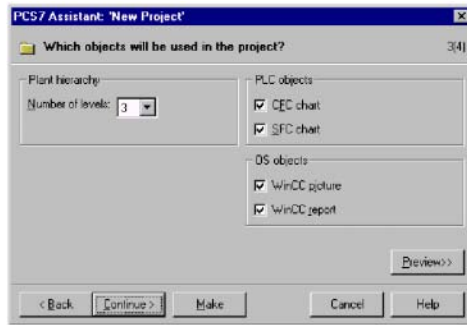 PCS7 Assistant: 'New Project'
Which objects will be used in the project?
3(4)
Plant hierarchy
Number of levels: 3
PLC objects
CFC chart
SFC chart
OS objects
WinCC picture
WinCC report
Preview>>
< Back
Continue >
Make
Cancel
Help